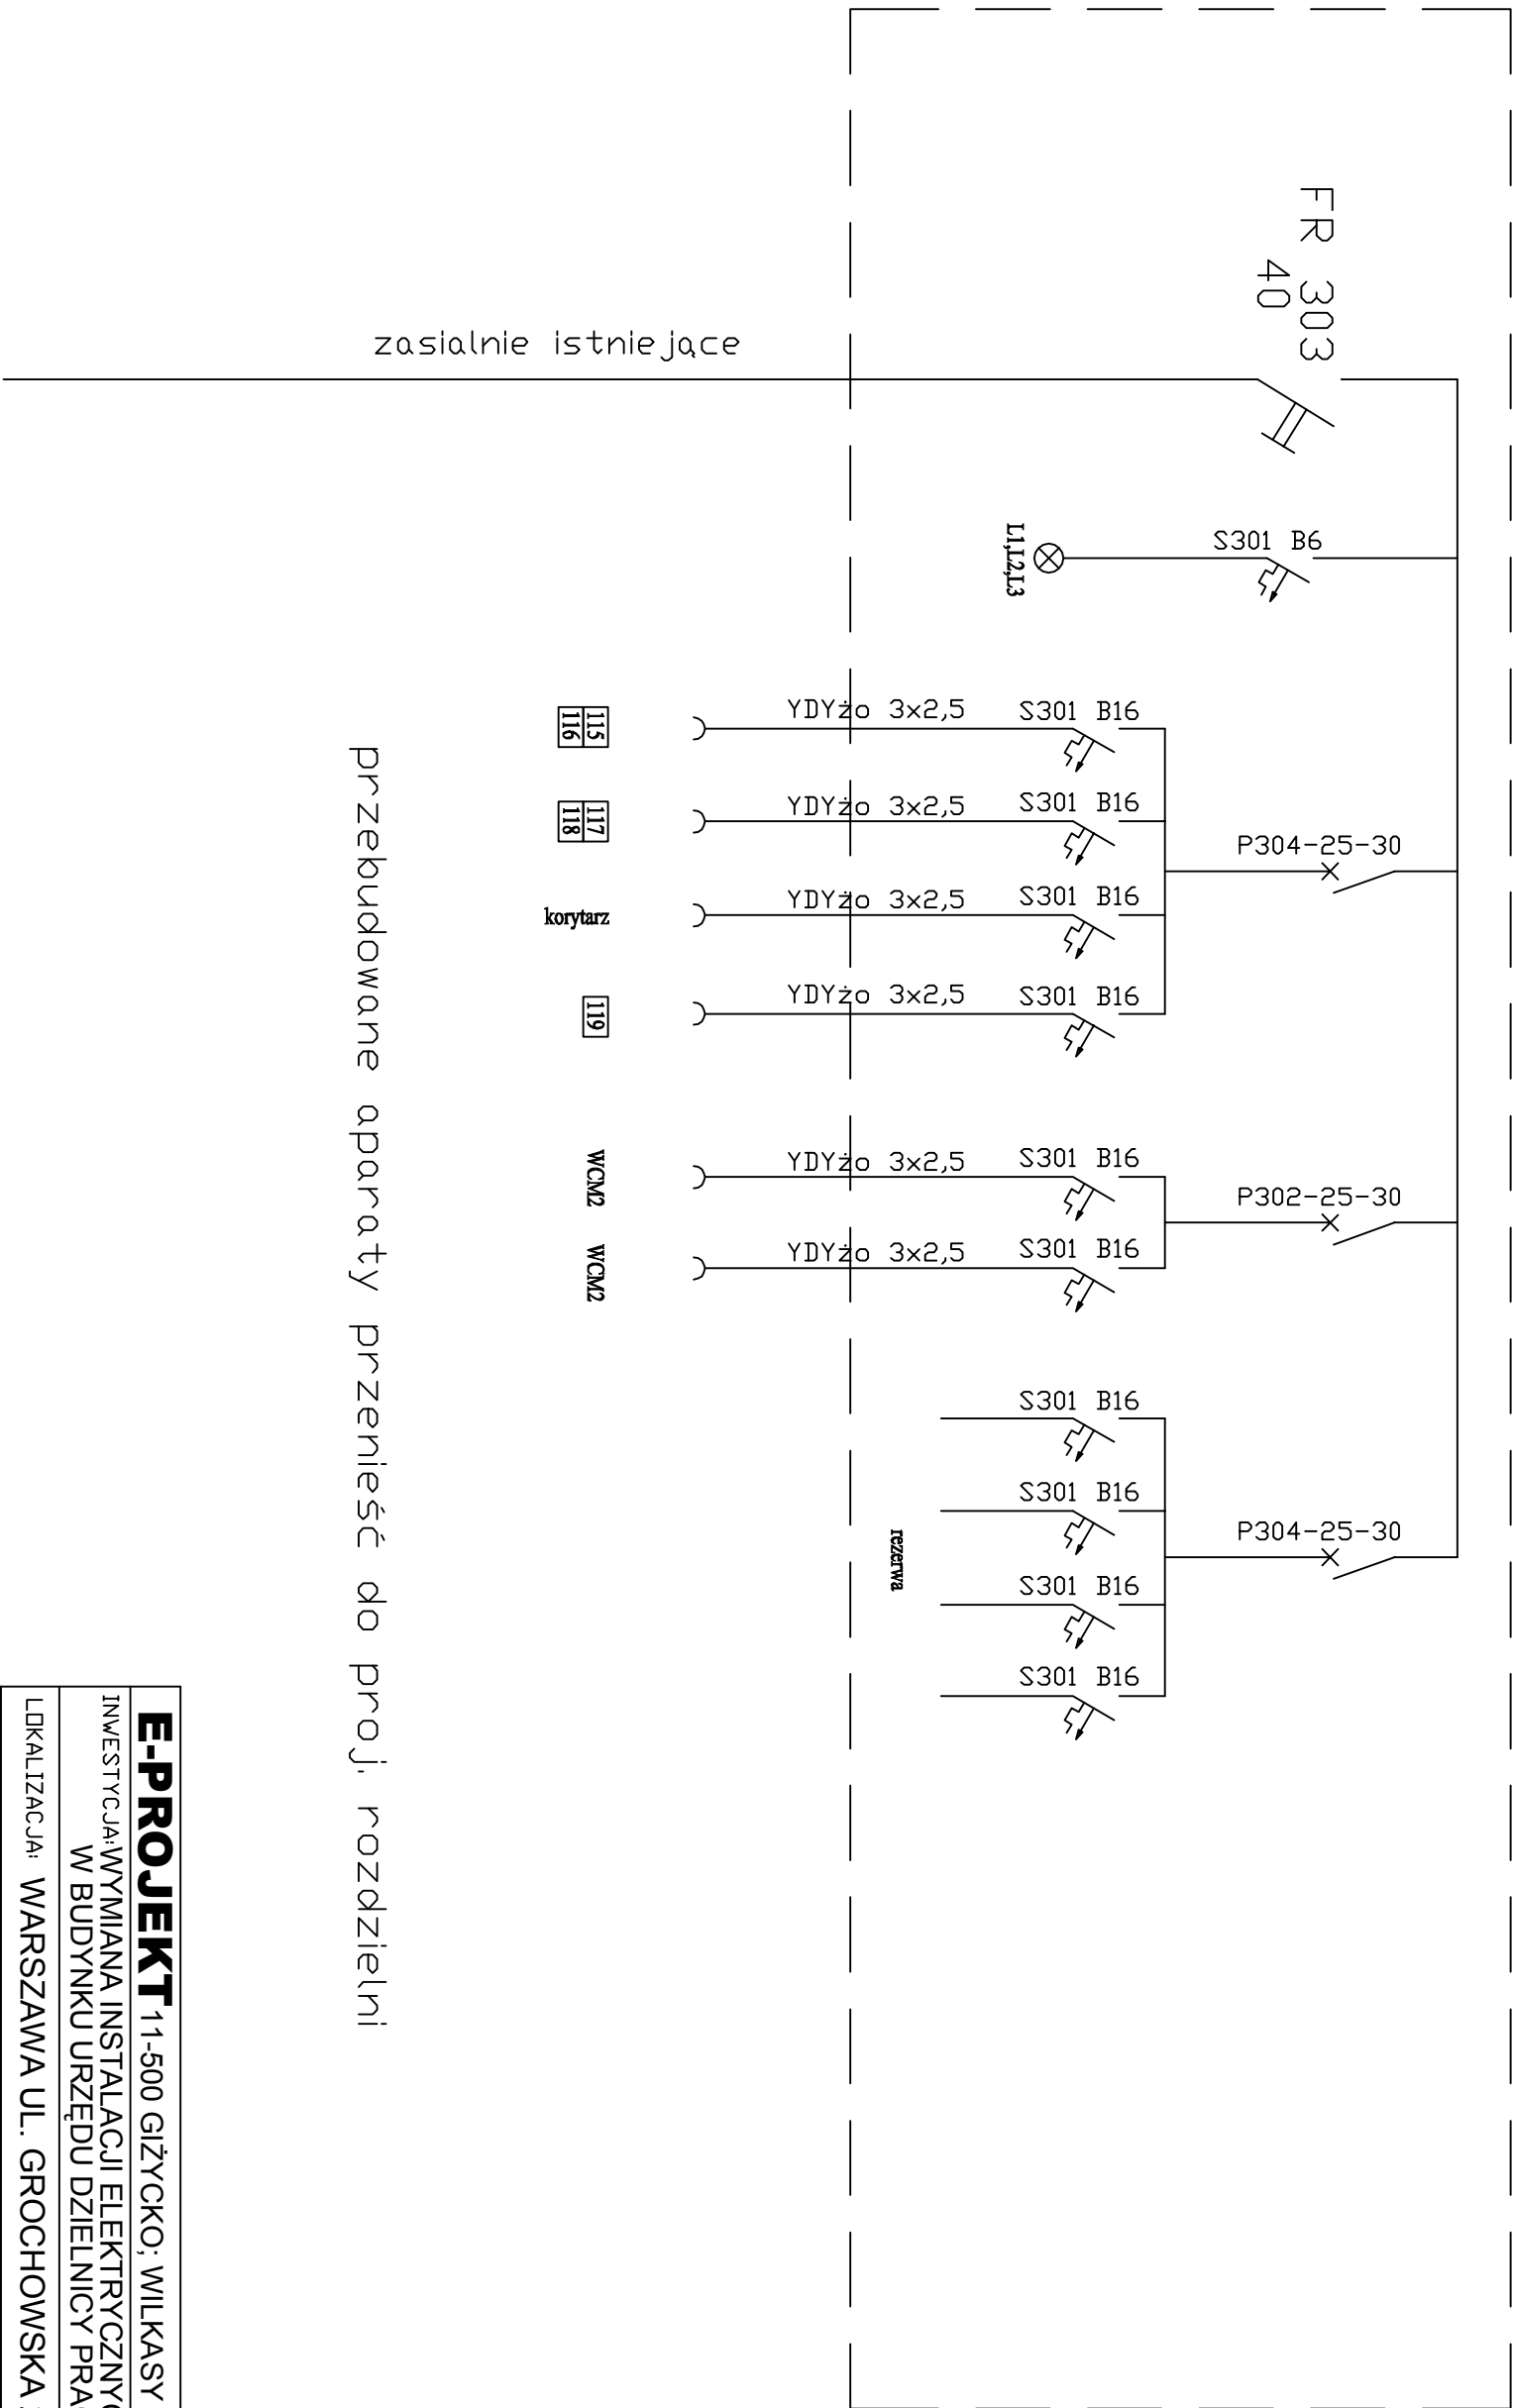 FR 303
40
zasialnie istniejące
S301 B6
L1,L2,L3
S301 B16
YDYżo 3x2,5
115
116
S301 B16
YDYżo 3x2,5
117
118
P304-25-30
S301 B16
YDYżo 3x2,5
korytarz
S301 B16
YDYżo 3x2,5
119
S301 B16
YDYżo 3x2,5
WCM2
P302-25-30
S301 B16
YDYżo 3x2,5
WCM2
S301 B16
S301 B16
P304-25-30
rezerwa
S301 B16
S301 B16
przebudowane aparaty przenieść do proj. rozdzielni
E-PROJEKT 11-500 GIŻYCKO; WILKASY
INWESTYCJA: WYMIANA INSTALACJI ELEKTRYCZNYC
W BUDYNKU URZĘDU DZIELNICY PRA
LOKALIZACJA: WARSZAWA UL. GROCHOWSKA